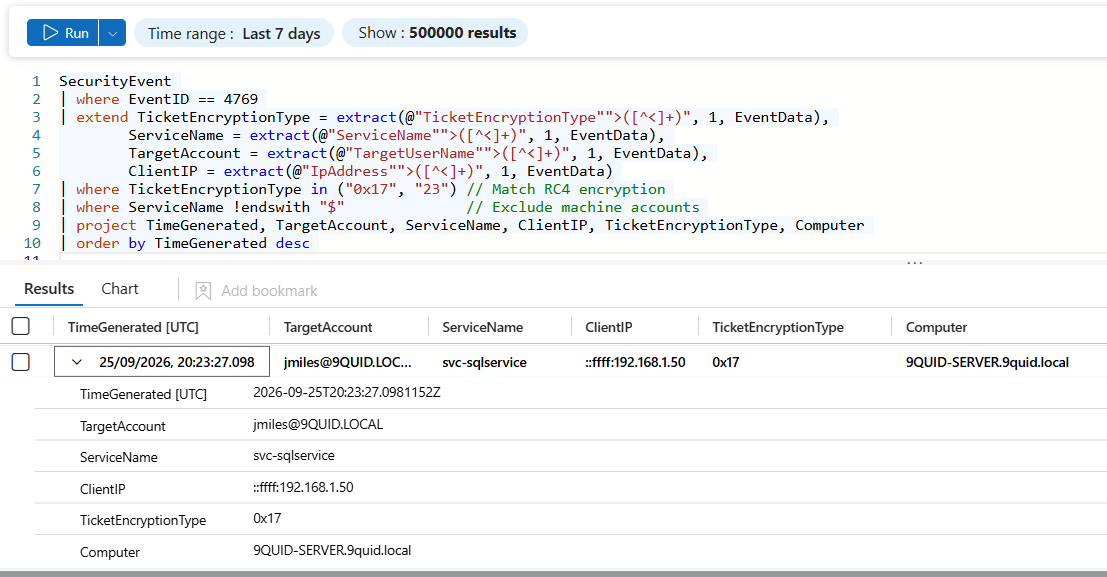 Run
Time range : Last 7 days
Show : 500000 results
1 SecurityEvent
2 | where EventID == 4769
3 | extend TicketEncryptionType = extract(@"TicketEncryptionType"">([^<]+)", 1, EventData),
4 ServiceName = extract(@"ServiceName"">([^<]+)", 1, EventData),
5 TargetAccount = extract(@"TargetUserName"">([^<]+)", 1, EventData),
6 ClientIP = extract(@"IpAddress"">([^<]+)", 1, EventData)
7 | where TicketEncryptionType in ("0x17", "23") // Match RC4 encryption
8 | where ServiceName !endswith "$" // Exclude machine accounts
9 | project TimeGenerated, TargetAccount, ServiceName, ClientIP, TicketEncryptionType, Computer
10 | order by TimeGenerated desc
11
...
Results Chart Add bookmark
TimeGenerated [UTC] TargetAccount ServiceName ClientIP TicketEncryptionType Computer
25/09/2026, 20:23:27.098 jmiles@9QUID.LOC... svc-sqlservice ::ffff:192.168.1.50 0x17 9QUID-SERVER.9quid.local
TimeGenerated [UTC] 2026-09-25T20:23:27.0981152Z
TargetAccount jmiles@9QUID.LOCAL
ServiceName svc-sqlservice
ClientIP ::ffff:192.168.1.50
TicketEncryptionType 0x17
Computer 9QUID-SERVER.9quid.local